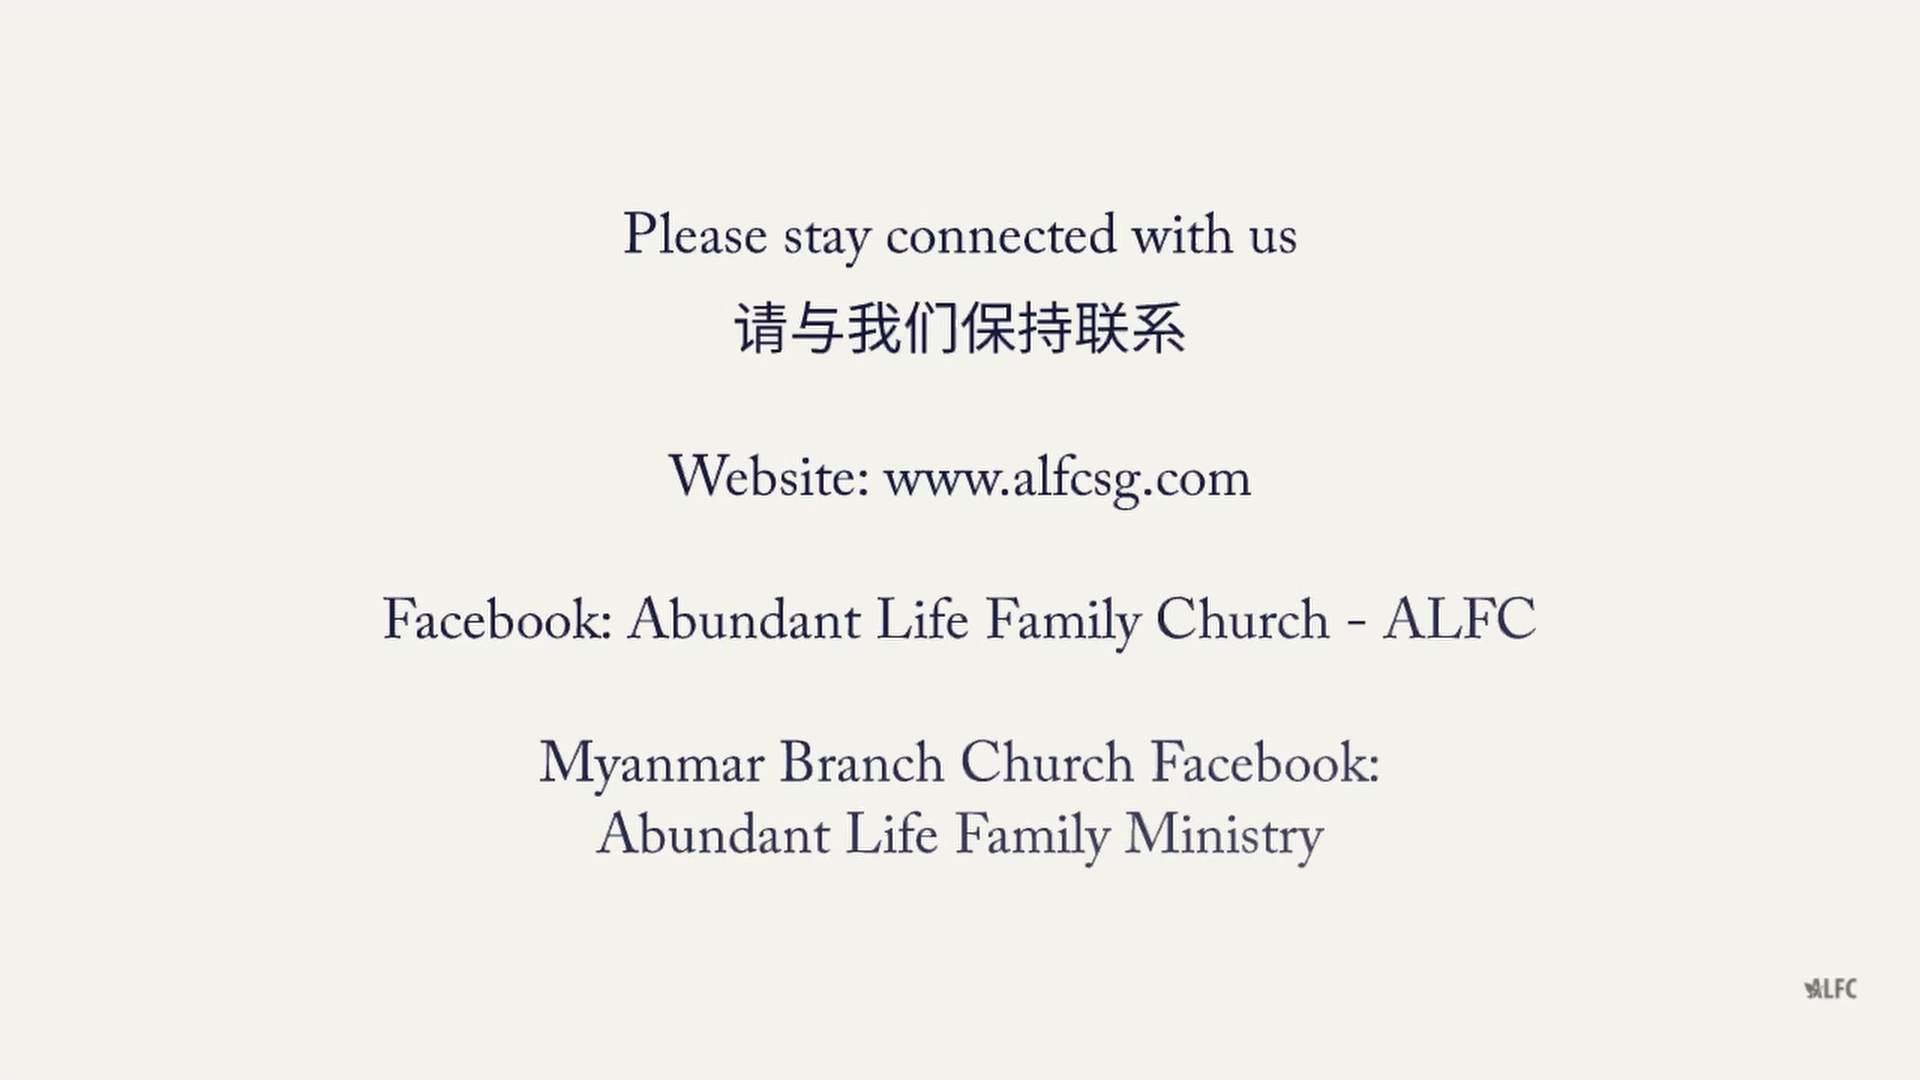 Please stay connected with us
请与我们保持联系
Website: www.alfcsg.com
Facebook: Abundant Life Family Church - ALFC
Myanmar Branch Church Facebook:
Abundant Life Family Ministry
ALFC